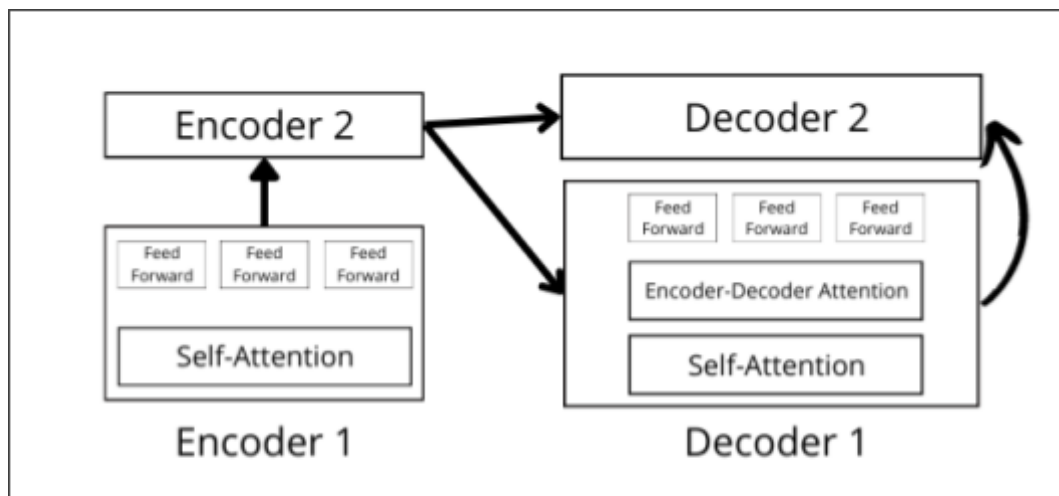 Encoder 2
Feed
Forward
Feed
Forward
Feed
Forward
Self-Attention
Encoder 1
Decoder 2
Feed
Forward
Feed
Forward
Feed
Forward
Encoder-Decoder Attention
Self-Attention
Decoder 1